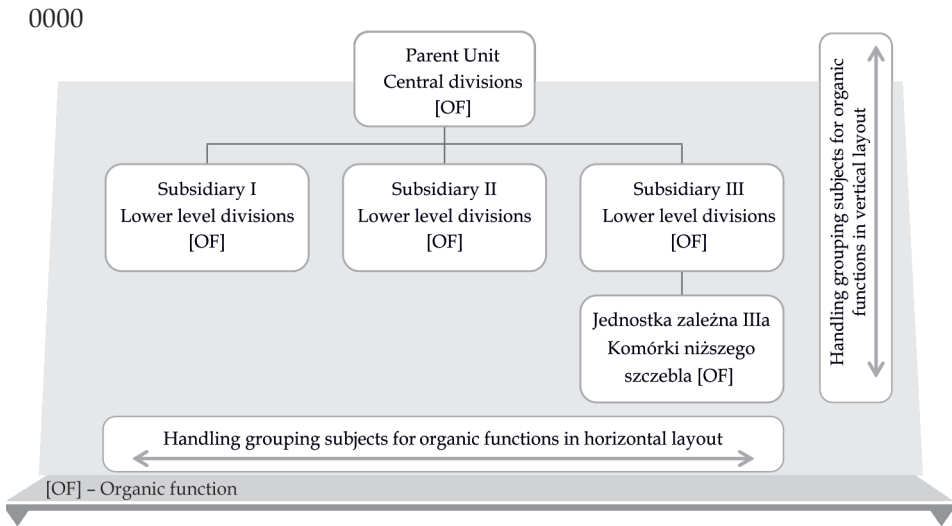 0000
Parent Unit
Central divisions
[OF]
Subsidiary I
Lower level divisions
[OF]
Subsidiary II
Lower level divisions
[OF]
Subsidiary III
Lower level divisions
[OF]
Jednostka zależna IIIa
Komórki niższego
szczebla [OF]
Handling grouping subjects for organic
functions in vertical layout
Handling grouping subjects for organic functions in horizontal layout
[OF] – Organic function